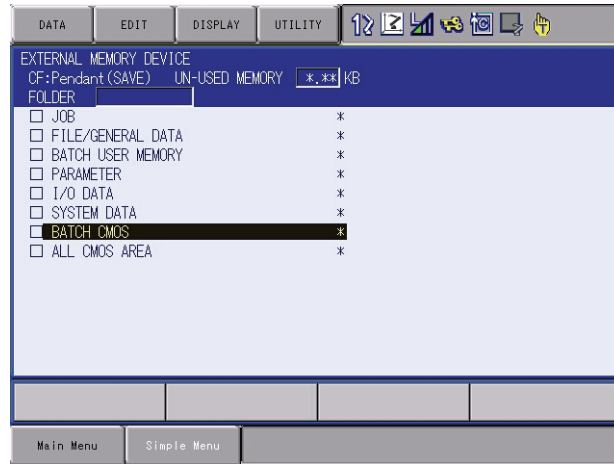 DATA EDIT DISPLAY UTILITY
EXTERNAL MEMORY DEVICE
CF:Pendant(SAVE) UN-USED MEMORY *.** KB
FOLDER
JOB *
FILE/GENERAL DATA *
BATCH USER MEMORY *
PARAMETER *
I/O DATA *
SYSTEM DATA *
BATCH CMOS *
ALL CMOS AREA *
Main Menu Simple Menu